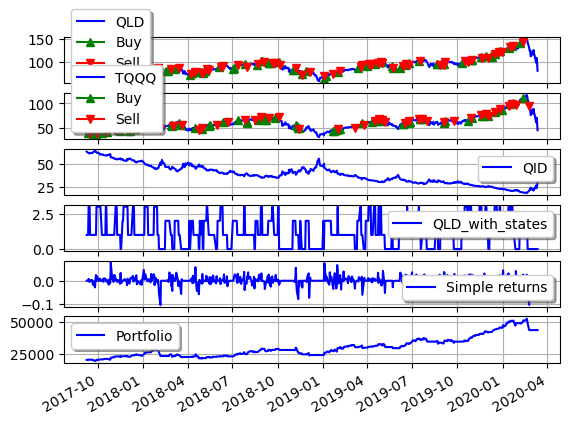 QLD
Buy
Sell
150
100
TQQQ
Buy
Sell
100
50
QID
50
25
QLD_with_states
2.5
0.0
Simple returns
0.0
−0.1
Portfolio
50000
25000
2017-10
2018-01
2018-04
2018-07
2018-10
2019-01
2019-04
2019-07
2019-10
2020-01
2020-04